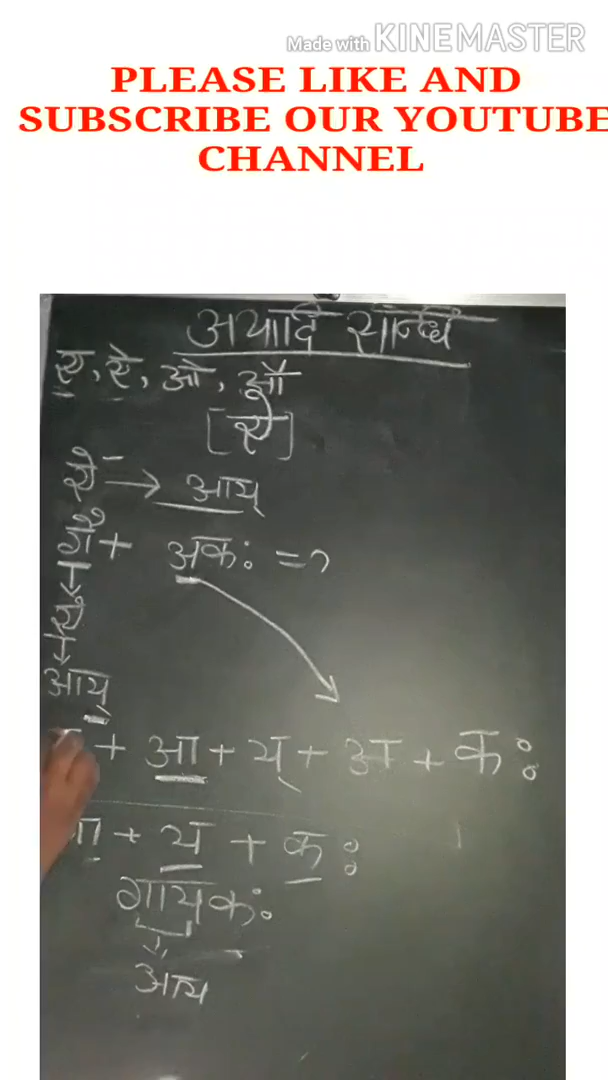 Made with KINEMASTER
PLEASE LIKE AND
SUBSCRIBE OUR YOUTUBE
CHANNEL
अयादि सन्धि
ए, ऐ, ओ, औ
[ऐ]
ऐ → आय्
गै + अकः = ?
ऐ
आय्
+ आ + य् + अ + क :
गा + य + क :
गायकः
आय